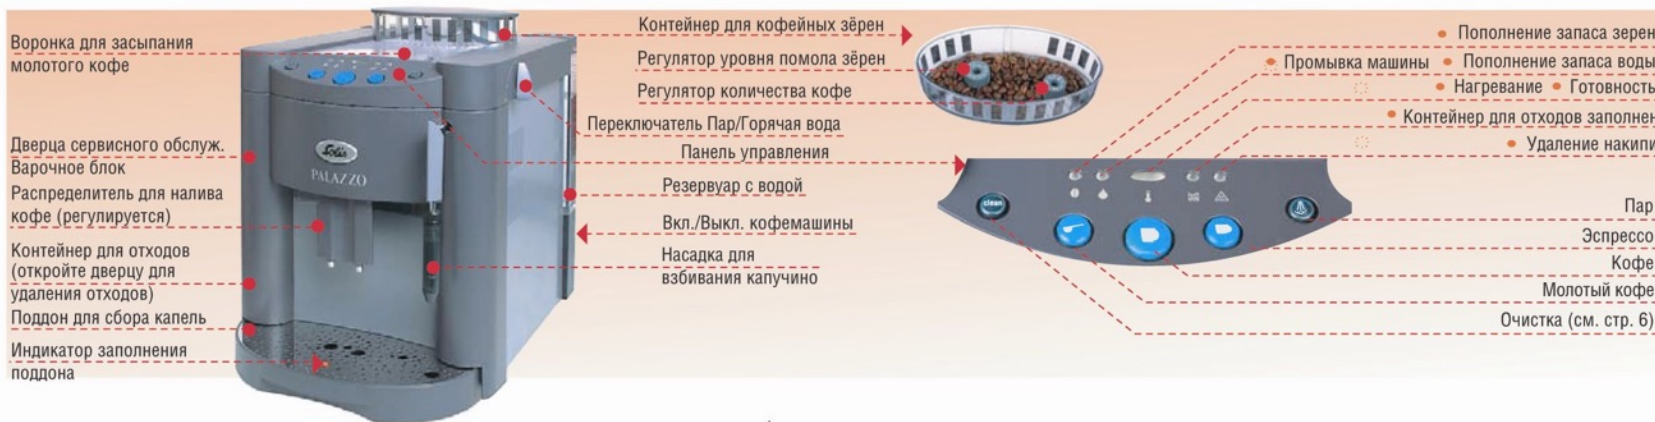 Воронка для засыпания
молотого кофе
Дверца сервисного обслуж.
Варочное блок
Распределитель для налива
кофе (регулируется)
Контейнер для отходов
(откройте дверцу для
удаления отходов)
Поддон для сбора капель
Индикатор заполнения
поддона
Solis
PALAZZO
Контейнер для кофейных зёрен
Регулятор уровня помола зёрен
Регулятор количества кофе
Переключатель Пар/Горячая вода
Панель управления
Резервуар с водой
Вкл./Выкл. кофемашины
Насадка для
взбивания капучино
clean
Пополнение запаса зерен
Промывка машины Пополнение запаса воды
Нагревание Готовность
Контейнер для отходов заполнен
Удаление накипи
Пар
Эспрессо
Кофе
Молотый кофе
Очистка (см. стр. 6)